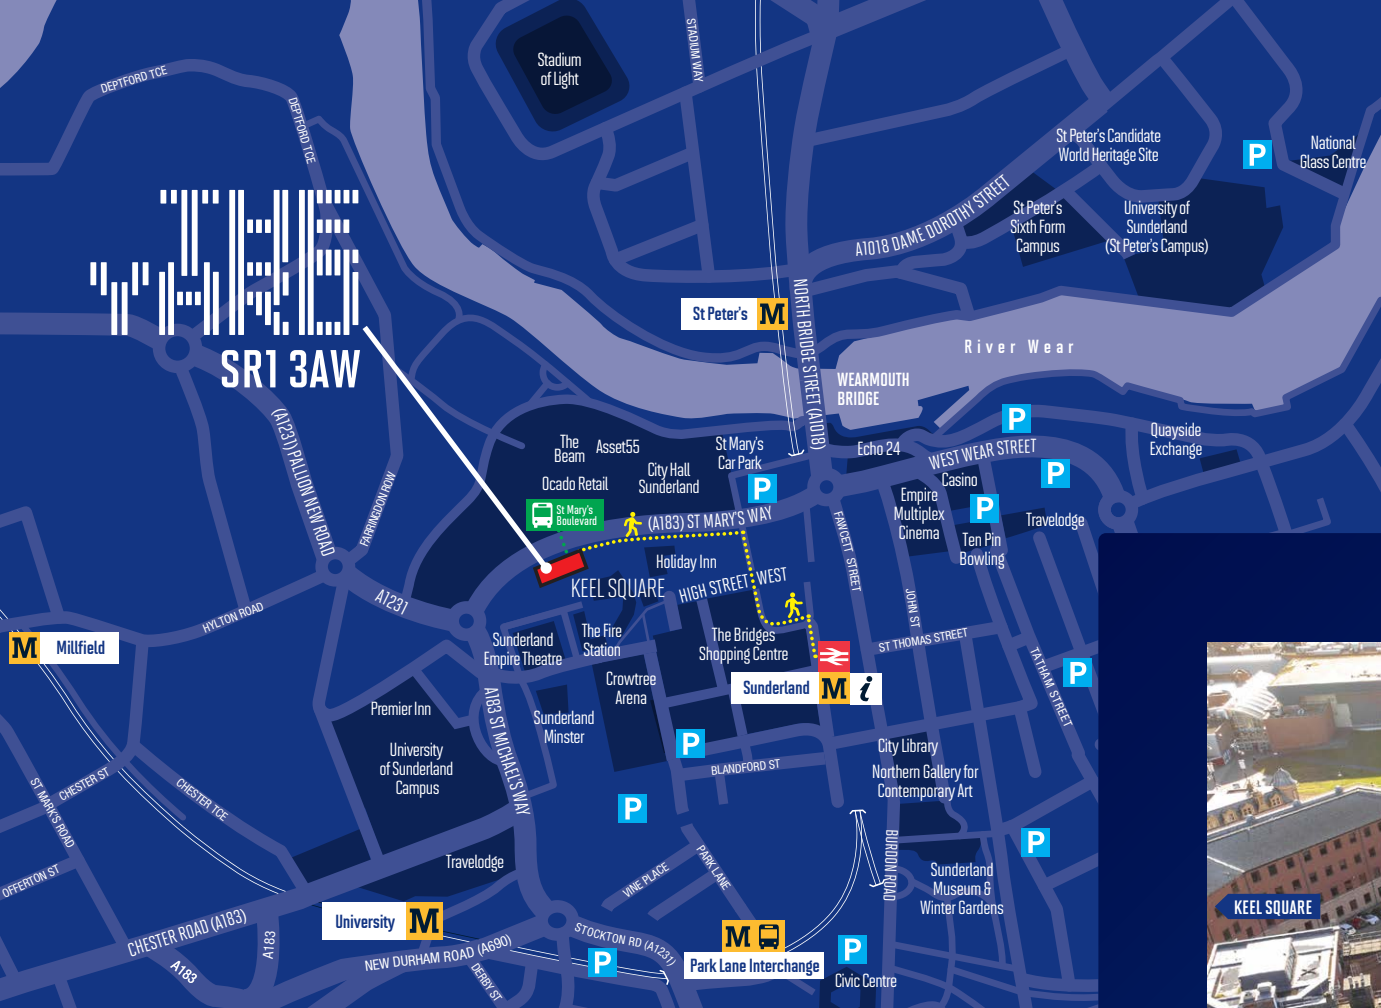 Stadium
of Light
STADIUM WAY
DEPTFORD TCE
DEPTFORD TCE
St Peter's Candidate
World Heritage Site
P
National
Glass Centre
A1018 DAME DOROTHY STREET
St Peter's
Sixth Form
Campus
University of
Sunderland
(St Peter's Campus)
THE
YARD
SR1 3AW
St Peter's M
NORTH BRIDGE STREET (A1018)
River Wear
WEARMOUTH
BRIDGE
(A1231) PALLION NEW ROAD
FARRINGDON ROW
The
Beam
Asset55
St Mary's
Car Park
P
City Hall
Sunderland
Ocado Retail
St Mary's
Boulevard
(A183) ST MARY'S WAY
Echo 24
WEST WEAR STREET
P
P
Casino
P
Quayside
Exchange
Empire
Multiplex
Cinema
Travelodge
Ten Pin
Bowling
FAWCETT STREET
Holiday Inn
KEEL SQUARE
HIGH STREET WEST
A1231
HYLTON ROAD
M Millfield
JOHN ST
ST THOMAS STREET
TATHAM STREET
P
Sunderland
Empire Theatre
The Fire
Station
The Bridges
Shopping Centre
Sunderland M i
Crowtree
Arena
Premier Inn
A183 ST MICHAEL'S WAY
Sunderland
Minster
P
University
of Sunderland
Campus
BLANDFORD ST
City Library
Northern Gallery for
Contemporary Art
CHESTER ST
ST MARK'S ROAD
CHESTER TCE
P
P
OFFERTON ST
Travelodge
VINE PLACE
PARK LANE
BURDON ROAD
Sunderland
Museum &
Winter Gardens
KEEL SQUARE
CHESTER ROAD (A183)
University M
A183
A183
NEW DURHAM ROAD (A690)
DERBY ST
STOCKTON RD (A1231)
P
M
Park Lane Interchange
P
Civic Centre